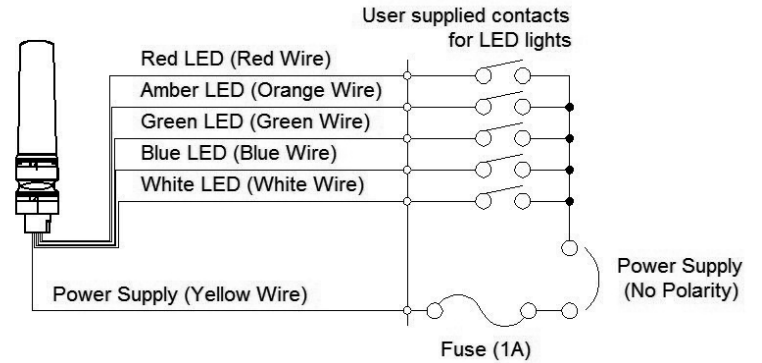 User supplied contacts
for LED lights
Red LED (Red Wire)
Amber LED (Orange Wire)
Green LED (Green Wire)
Blue LED (Blue Wire)
White LED (White Wire)
Power Supply
(No Polarity)
Power Supply (Yellow Wire)
Fuse (1A)